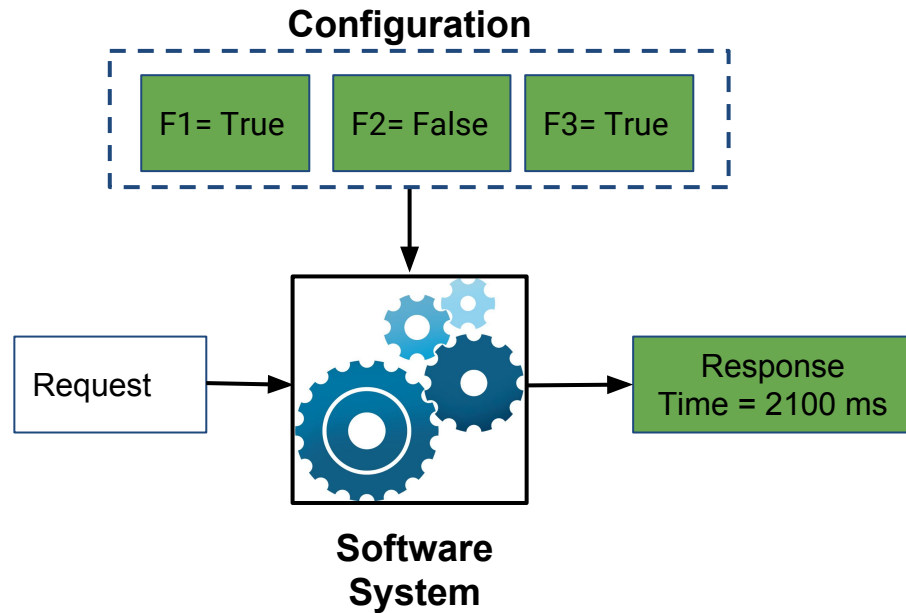 Configuration
F1= True
F2= False
F3= True
Request
Response
Time = 2100 ms
Software
System